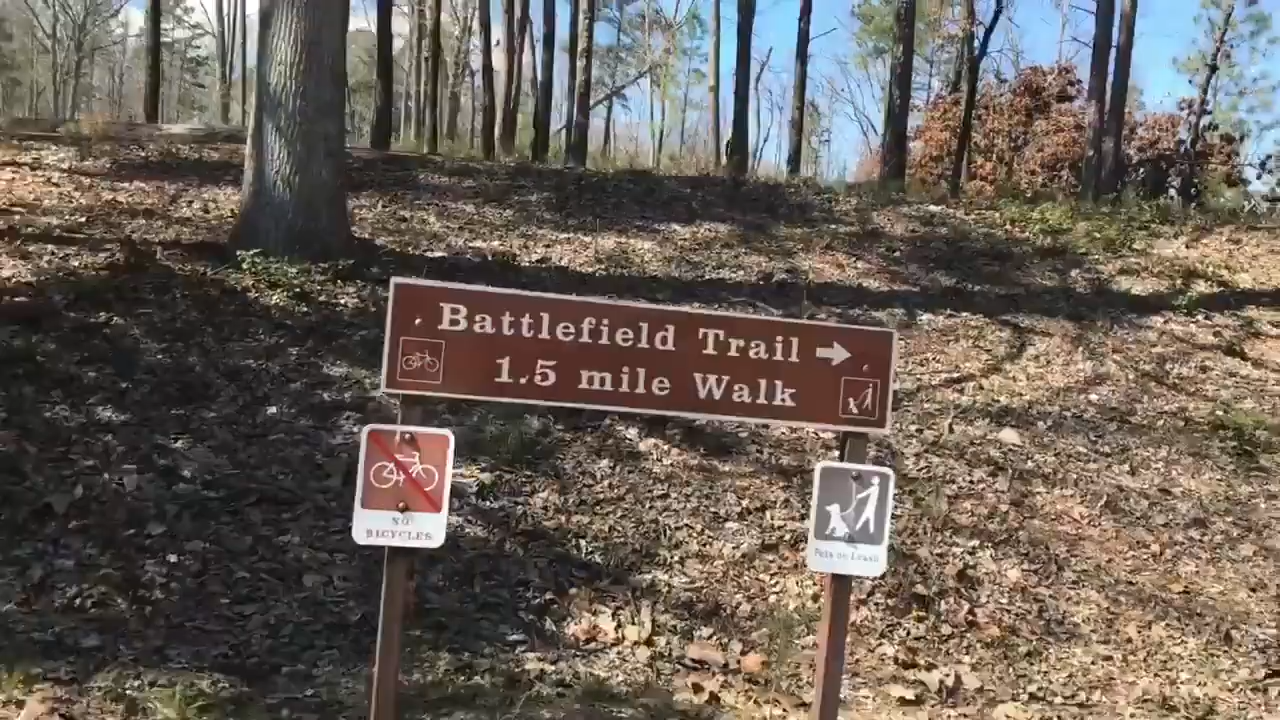 Battlefield Trail →
1.5 mile Walk
NO
BICYCLES
Pets on Leash